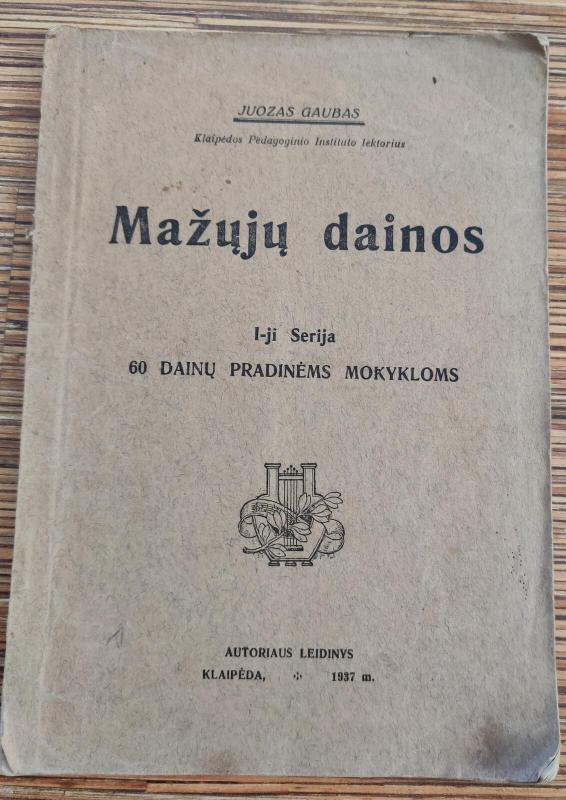 JUOZAS GAUBAS
Klaipėdos Pedagoginio Instituto lektorius
Mažųjų dainos
I-ji Serija
60 DAINŲ PRADINĖMS MOKYKLOMS
AUTORIAUS LEIDINYS
KLAIPĖDA, 1937 m.